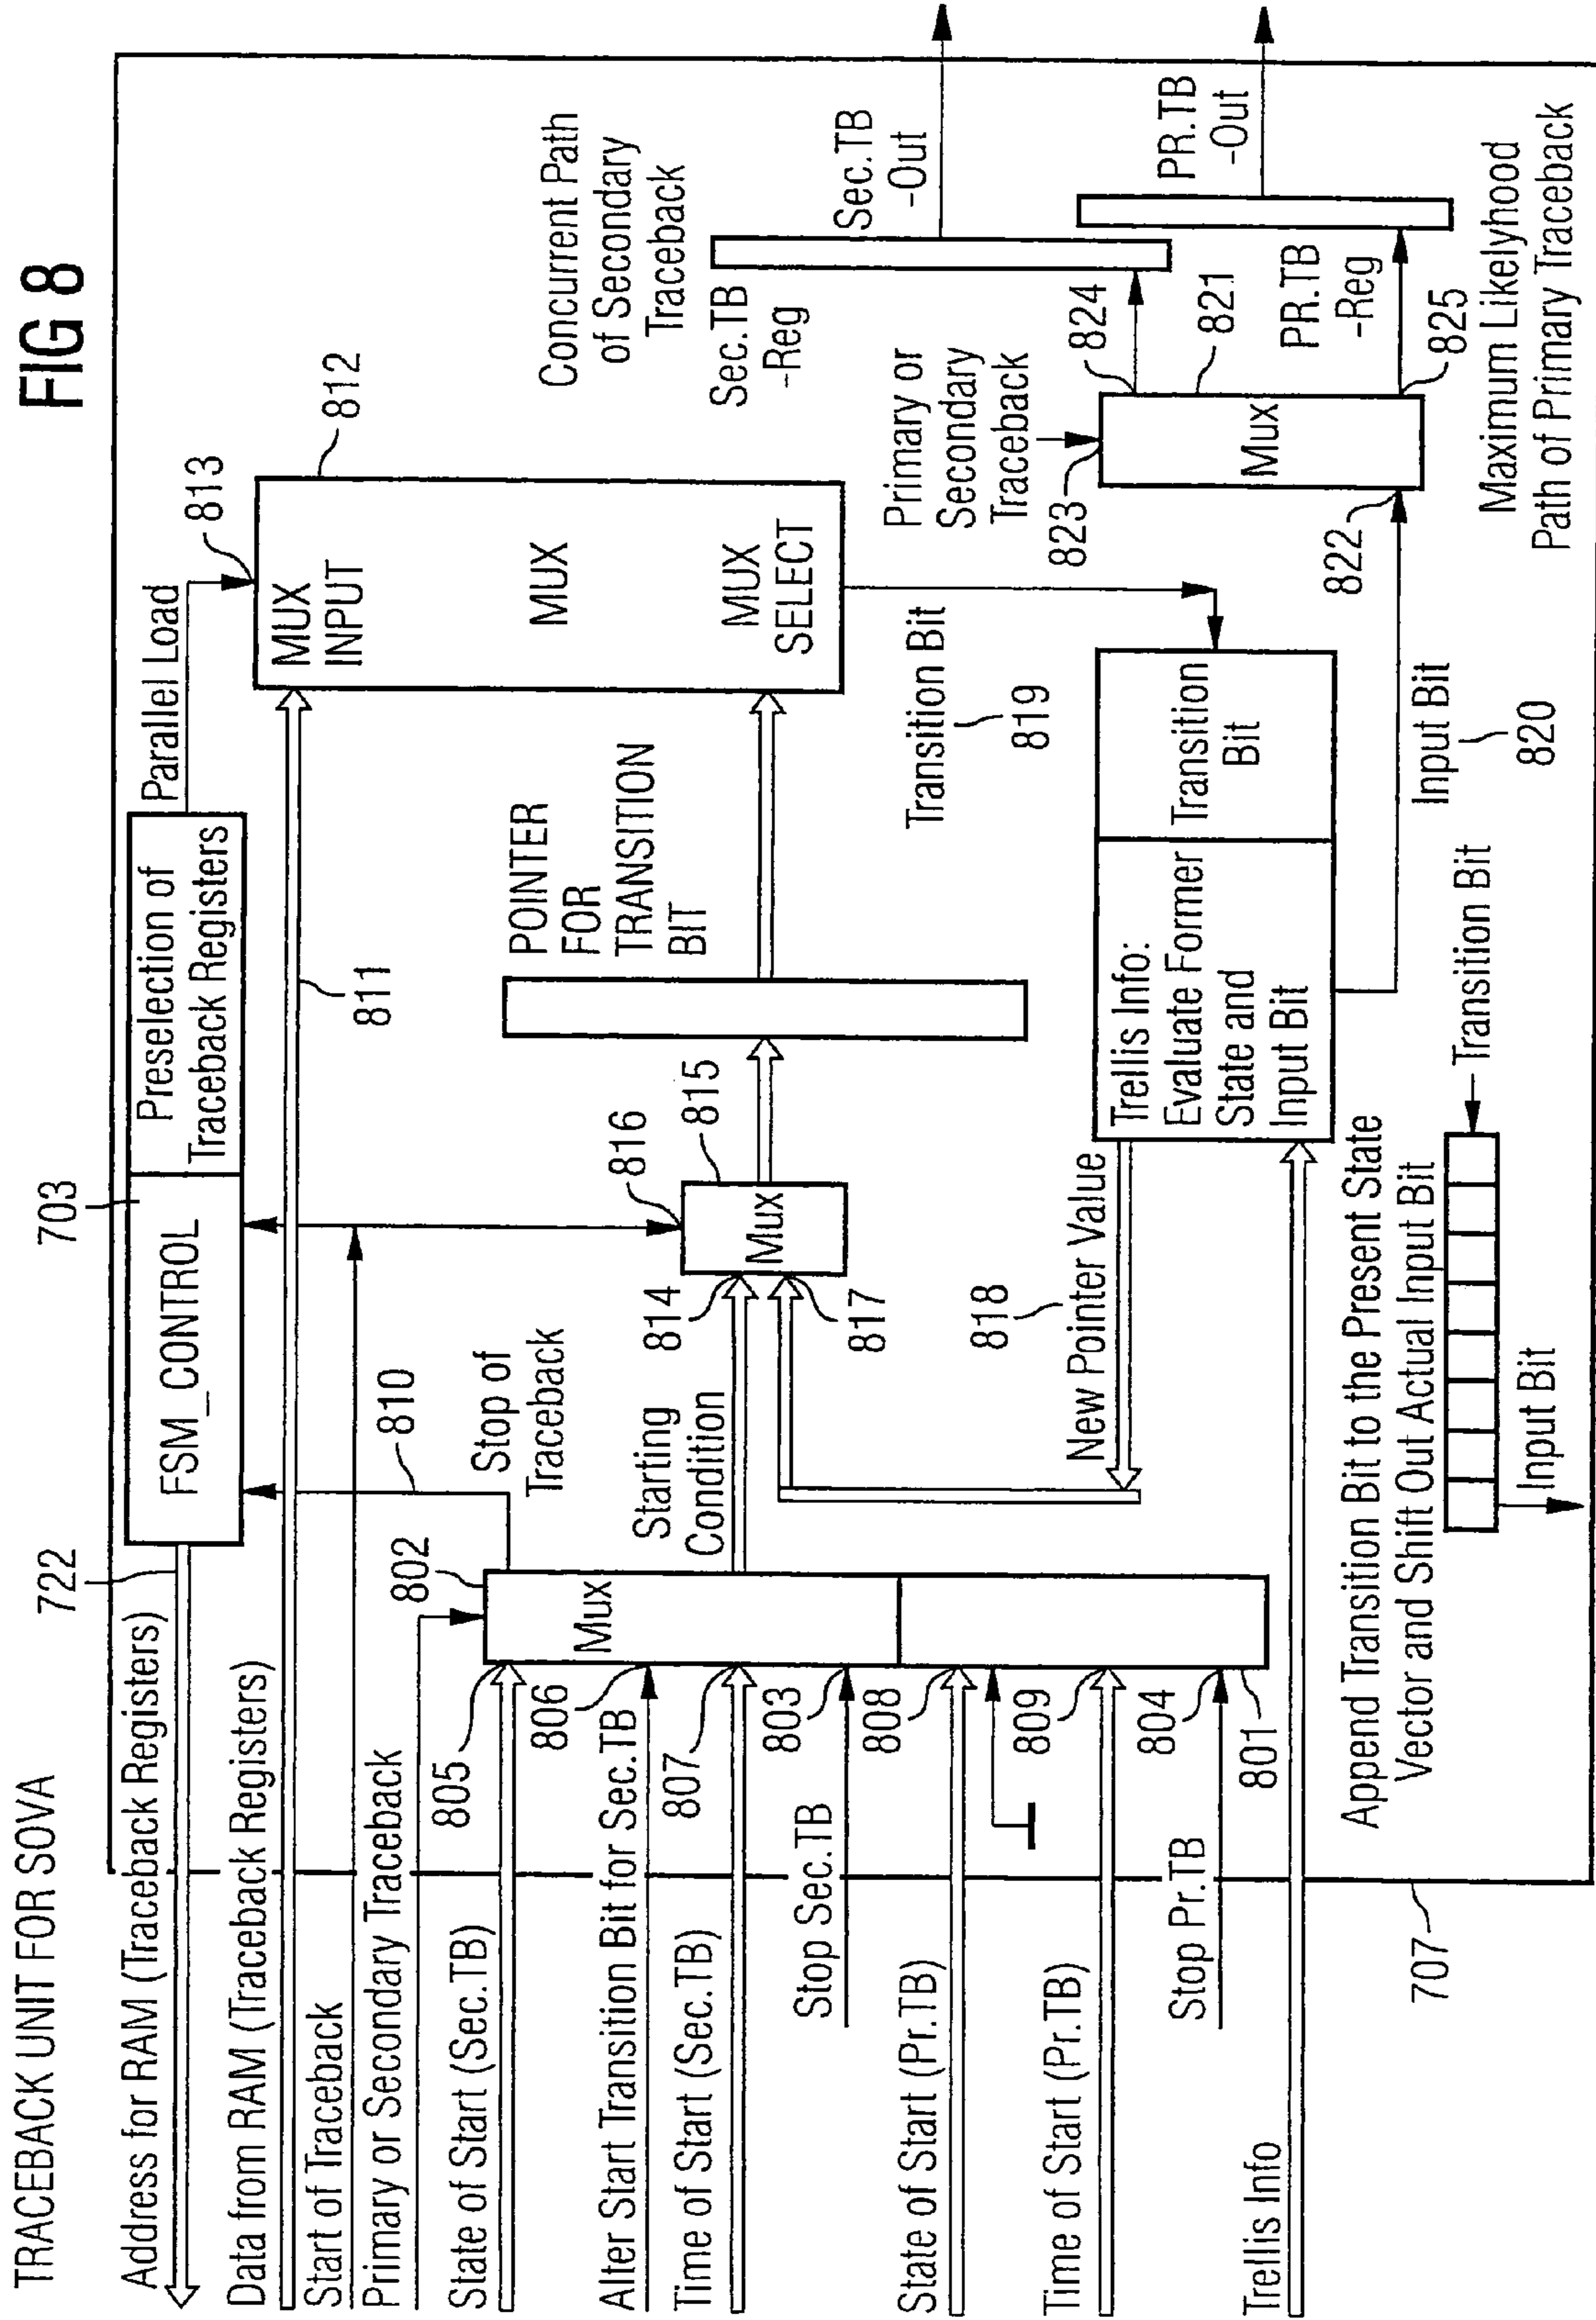 FIG 8
TRACEBACK UNIT FOR SOVA
Address for RAM (Traceback Registers)
722
703
FSM_CONTROL
Preselection of
Traceback Registers
Parallel Load
813
812
Data from RAM (Traceback Registers)
811
Start of Traceback
Primary or Secondary Traceback
802
810
Stop of
Traceback
State of Start (Sec.TB)
805
Alter Start Transition Bit for Sec.TB
806
Time of Start (Sec.TB)
807
Stop Sec.TB
803
State of Start (Pr.TB)
808
Time of Start (Pr.TB)
809
Stop Pr.TB
804
801
Trellis Info
707
Mux
Starting
Condition
814
817
816
815
Mux
POINTER
FOR
TRANSITION
BIT
MUX
INPUT
MUX
MUX
SELECT
New Pointer Value
818
Transition Bit
819
Trellis Info:
Evaluate Former
State and
Input Bit
Transition
Bit
Input Bit
820
Append Transition Bit to the Present State
Vector and Shift Out Actual Input Bit
Transition Bit
Input Bit
Concurrent Path
of Secondary
Traceback
Sec.TB
-Reg
Sec.TB
-Out
Primary or
Secondary
Traceback
823
824
821
Mux
822
825
PR.TB
-Reg
PR.TB
-Out
Maximum Likelyhood
Path of Primary Traceback